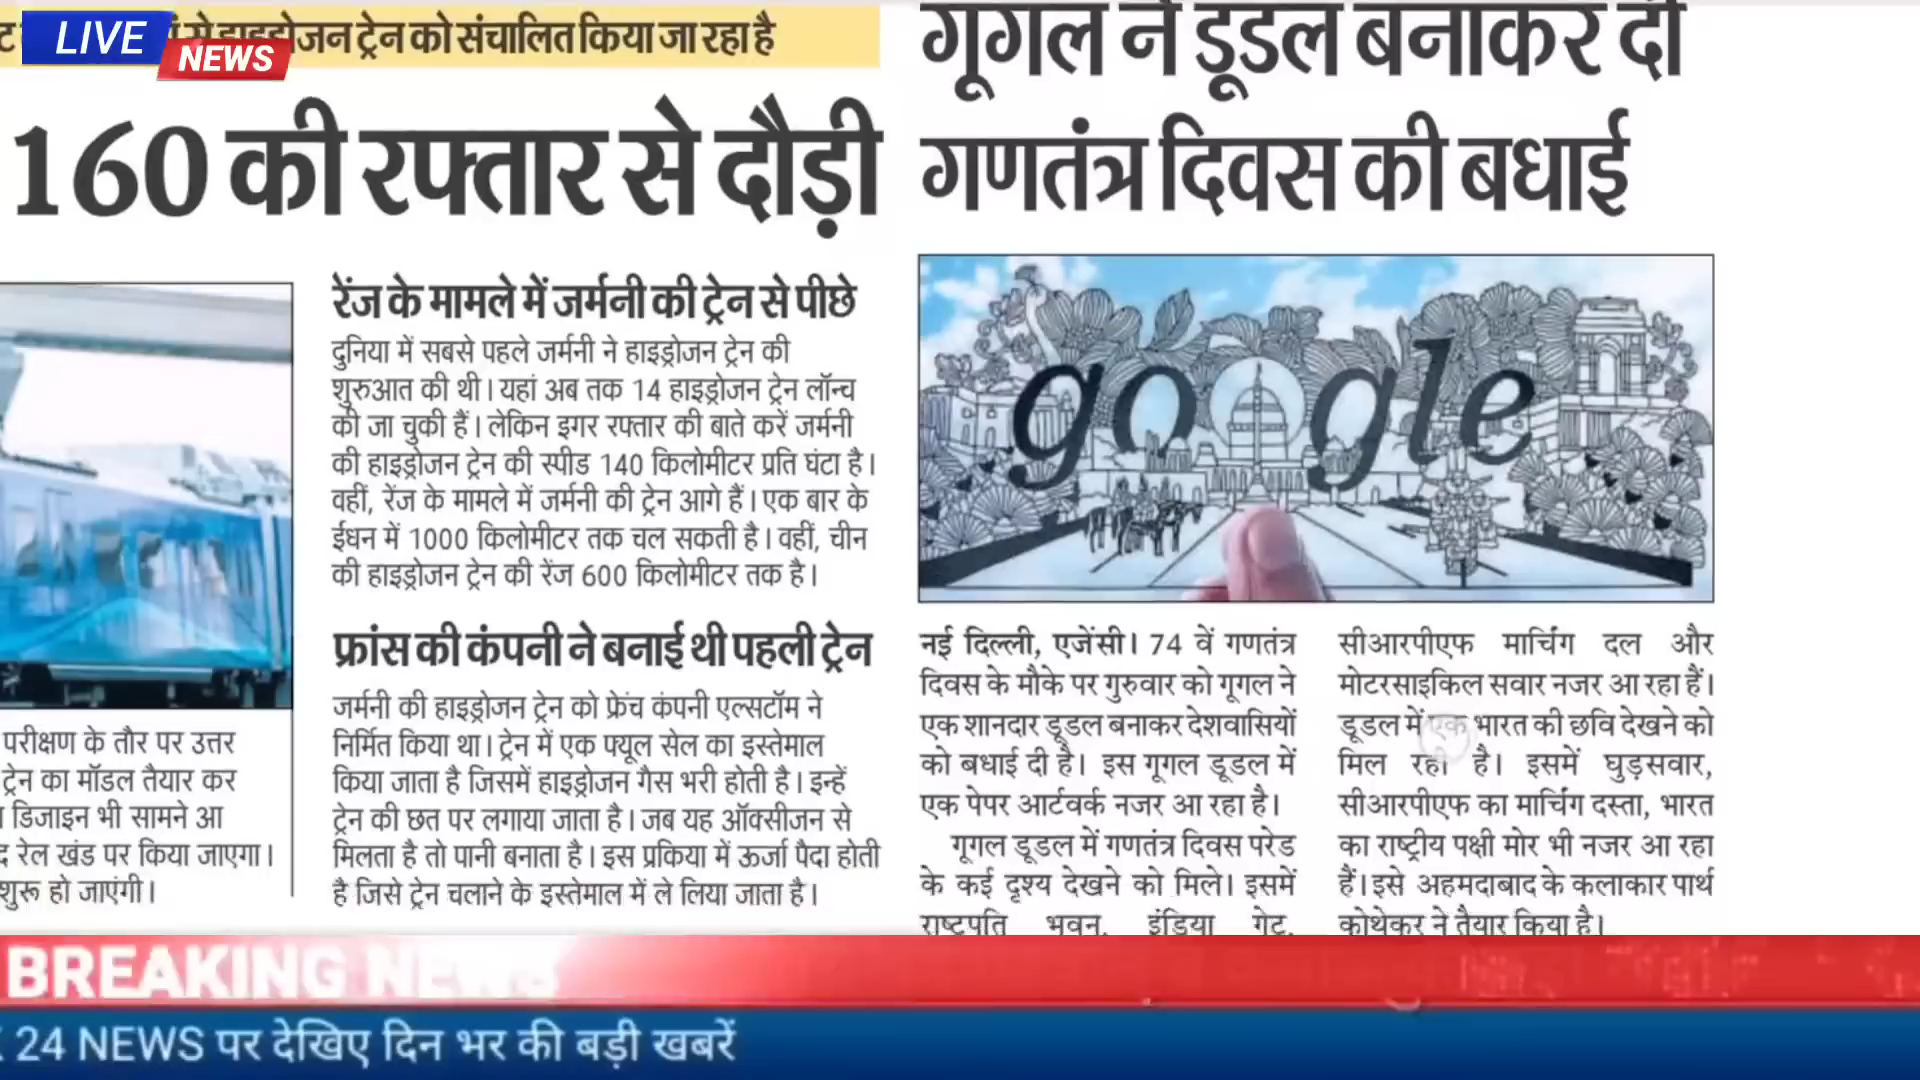 LIVE
NEWS
से हाइड्रोजन ट्रेन को संचालित किया जा रहा है
160 की रफ्तार से दौड़ी
रेंज के मामले में जर्मनी की ट्रेन से पीछे
दुनिया में सबसे पहले जर्मनी ने हाइड्रोजन ट्रेन की
शुरुआत की थी। यहां अब तक 14 हाइड्रोजन ट्रेन लॉन्च
की जा चुकी हैं। लेकिन इगर रफ्तार की बाते करें जर्मनी
की हाइड्रोजन ट्रेन की स्पीड 140 किलोमीटर प्रति घंटा है।
वहीं, रेंज के मामले में जर्मनी की ट्रेन आगे हैं। एक बार के
ईधन में 1000 किलोमीटर तक चल सकती है। वहीं, चीन
की हाइड्रोजन ट्रेन की रेंज 600 किलोमीटर तक है।
फ्रांस की कंपनी ने बनाई थी पहली ट्रेन
जर्मनी की हाइड्रोजन ट्रेन को फ्रेंच कंपनी एल्सटॉम ने
निर्मित किया था। ट्रेन में एक फ्यूल सेल का इस्तेमाल
किया जाता है जिसमें हाइड्रोजन गैस भरी होती है। इन्हें
ट्रेन की छत पर लगाया जाता है। जब यह ऑक्सीजन से
मिलता है तो पानी बनाता है। इस प्रकिया में ऊर्जा पैदा होती
है जिसे ट्रेन चलाने के इस्तेमाल में ले लिया जाता है।
परीक्षण के तौर पर उत्तर
ट्रेन का मॉडल तैयार कर
डिजाइन भी सामने आ
रेल खंड पर किया जाएगा।
शुरू हो जाएंगी।
गूगल ने डूडल बनाकर दी
गणतंत्र दिवस की बधाई
google
नई दिल्ली, एजेंसी। 74 वें गणतंत्र
दिवस के मौके पर गुरुवार को गूगल ने
एक शानदार डूडल बनाकर देशवासियों
को बधाई दी है। इस गूगल डूडल में
एक पेपर आर्टवर्क नजर आ रहा है।
गूगल डूडल में गणतंत्र दिवस परेड
के कई दृश्य देखने को मिले। इसमें
राष्ट्रपति भवन, इंडिया गेट,
सीआरपीएफ मार्चिंग दल और
मोटरसाइकिल सवार नजर आ रहा हैं।
डूडल में एक भारत की छवि देखने को
मिल रही है। इसमें घुड़सवार,
सीआरपीएफ का मार्चिंग दस्ता, भारत
का राष्ट्रीय पक्षी मोर भी नजर आ रहा
हैं। इसे अहमदाबाद के कलाकार पार्थ
कोथेकर ने तैयार किया है।
BREAKING NEWS
24 NEWS पर देखिए दिन भर की बड़ी खबरें